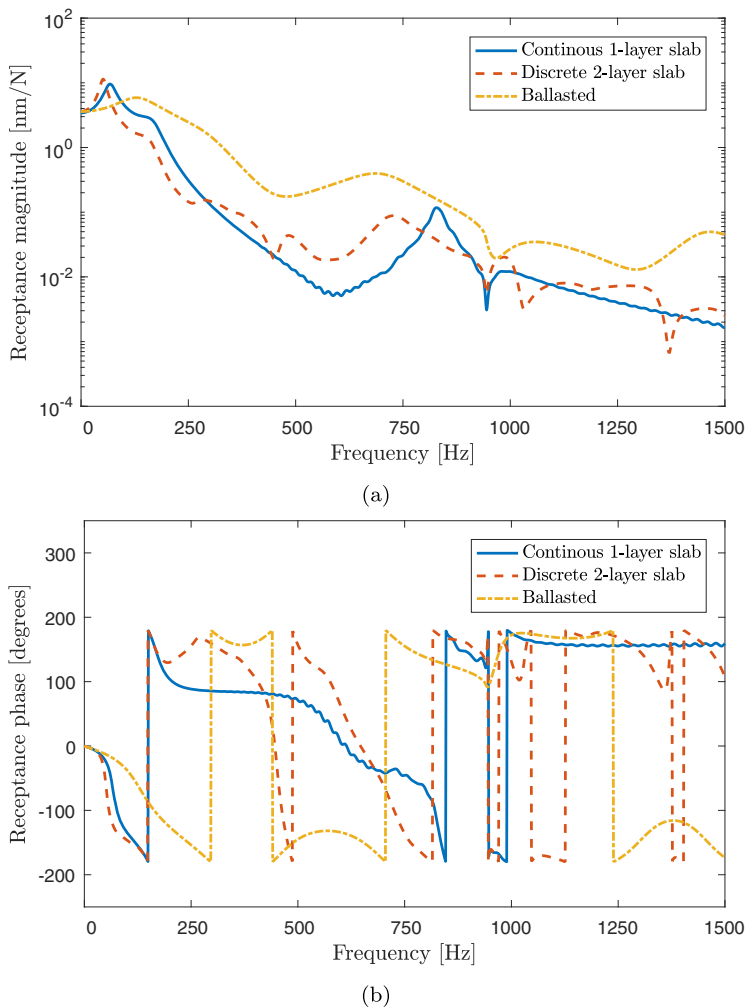 10^2
10^0
10^-2
10^-4
Receptance magnitude [nm/N]
Continous 1-layer slab
Discrete 2-layer slab
Ballasted
0 250 500 750 1000 1250 1500
Frequency [Hz]
(a)
300
200
100
0
-100
-200
Receptance phase [degrees]
Continous 1-layer slab
Discrete 2-layer slab
Ballasted
0 250 500 750 1000 1250 1500
Frequency [Hz]
(b)